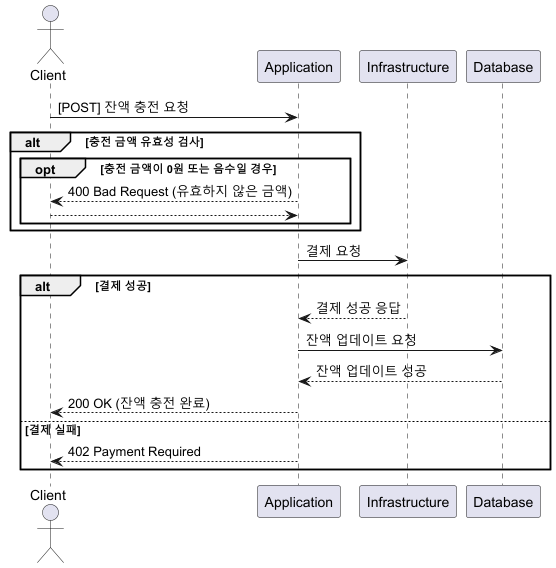 Client
Application
Infrastructure
Database
[POST] 잔액 충전 요청
alt
[충전 금액 유효성 검사]
opt
[충전 금액이 0원 또는 음수일 경우]
400 Bad Request (유효하지 않은 금액)
결제 요청
alt
[결제 성공]
결제 성공 응답
잔액 업데이트 요청
잔액 업데이트 성공
200 OK (잔액 충전 완료)
[결제 실패]
402 Payment Required
Client
Application
Infrastructure
Database